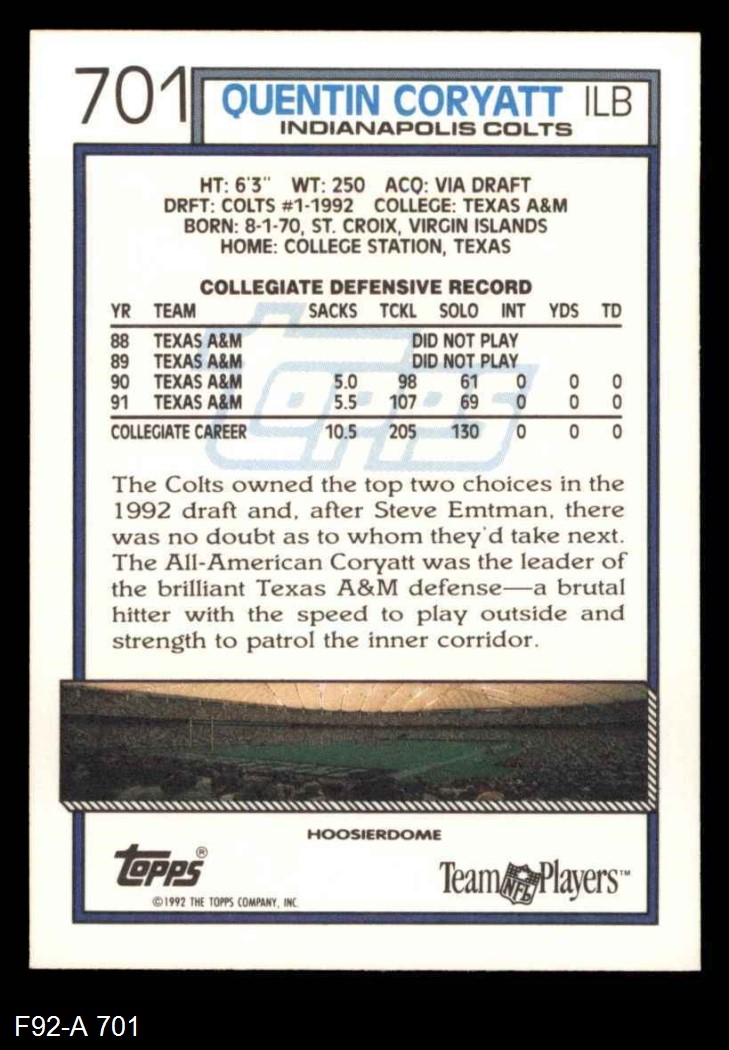 701 QUENTIN CORYATT ILB
INDIANAPOLIS COLTS
HT: 6'3" WT: 250 ACQ: VIA DRAFT
DRFT: COLTS #1-1992 COLLEGE: TEXAS A&M
BORN: 8-1-70, ST. CROIX, VIRGIN ISLANDS
HOME: COLLEGE STATION, TEXAS
COLLEGIATE DEFENSIVE RECORD
YR TEAM SACKS TCKL SOLO INT YDS TD
88 TEXAS A&M DID NOT PLAY
89 TEXAS A&M DID NOT PLAY
90 TEXAS A&M 5.0 98 61 0 0 0
91 TEXAS A&M 5.5 107 69 0 0 0
COLLEGIATE CAREER 10.5 205 130 0 0 0
Topps
The Colts owned the top two choices in the
1992 draft and, after Steve Emtman, there
was no doubt as to whom they'd take next.
The All-American Coryatt was the leader of
the brilliant Texas A&M defense—a brutal
hitter with the speed to play outside and
strength to patrol the inner corridor.
HOOSIERDOME
Topps®
Team NFL Players™
©1992 THE TOPPS COMPANY, INC.
F92-A 701